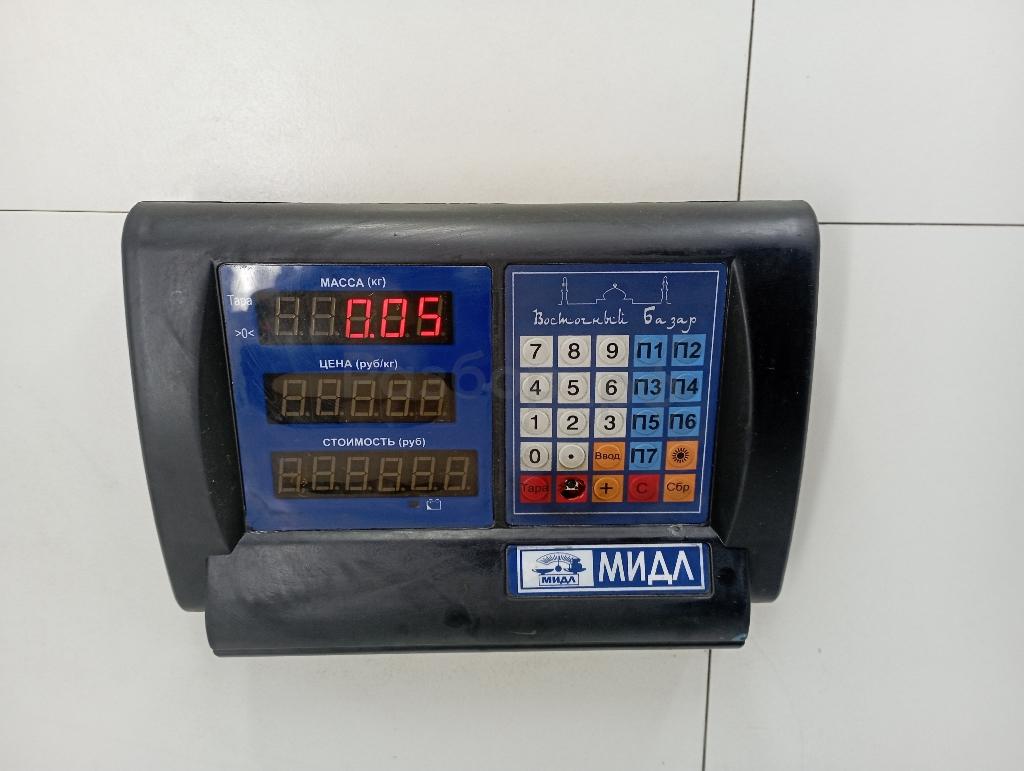 МАССА (кг)
Тара
0.05
>0<
ЦЕНА (руб/кг)
СТОИМОСТЬ (руб)
Восточный Базар
7 8 9 П1 П2
4 5 6 П3 П4
1 2 3 П5 П6
0 . Ввод П7
Тара + С Сбр
МИДЛ
МИДЛ